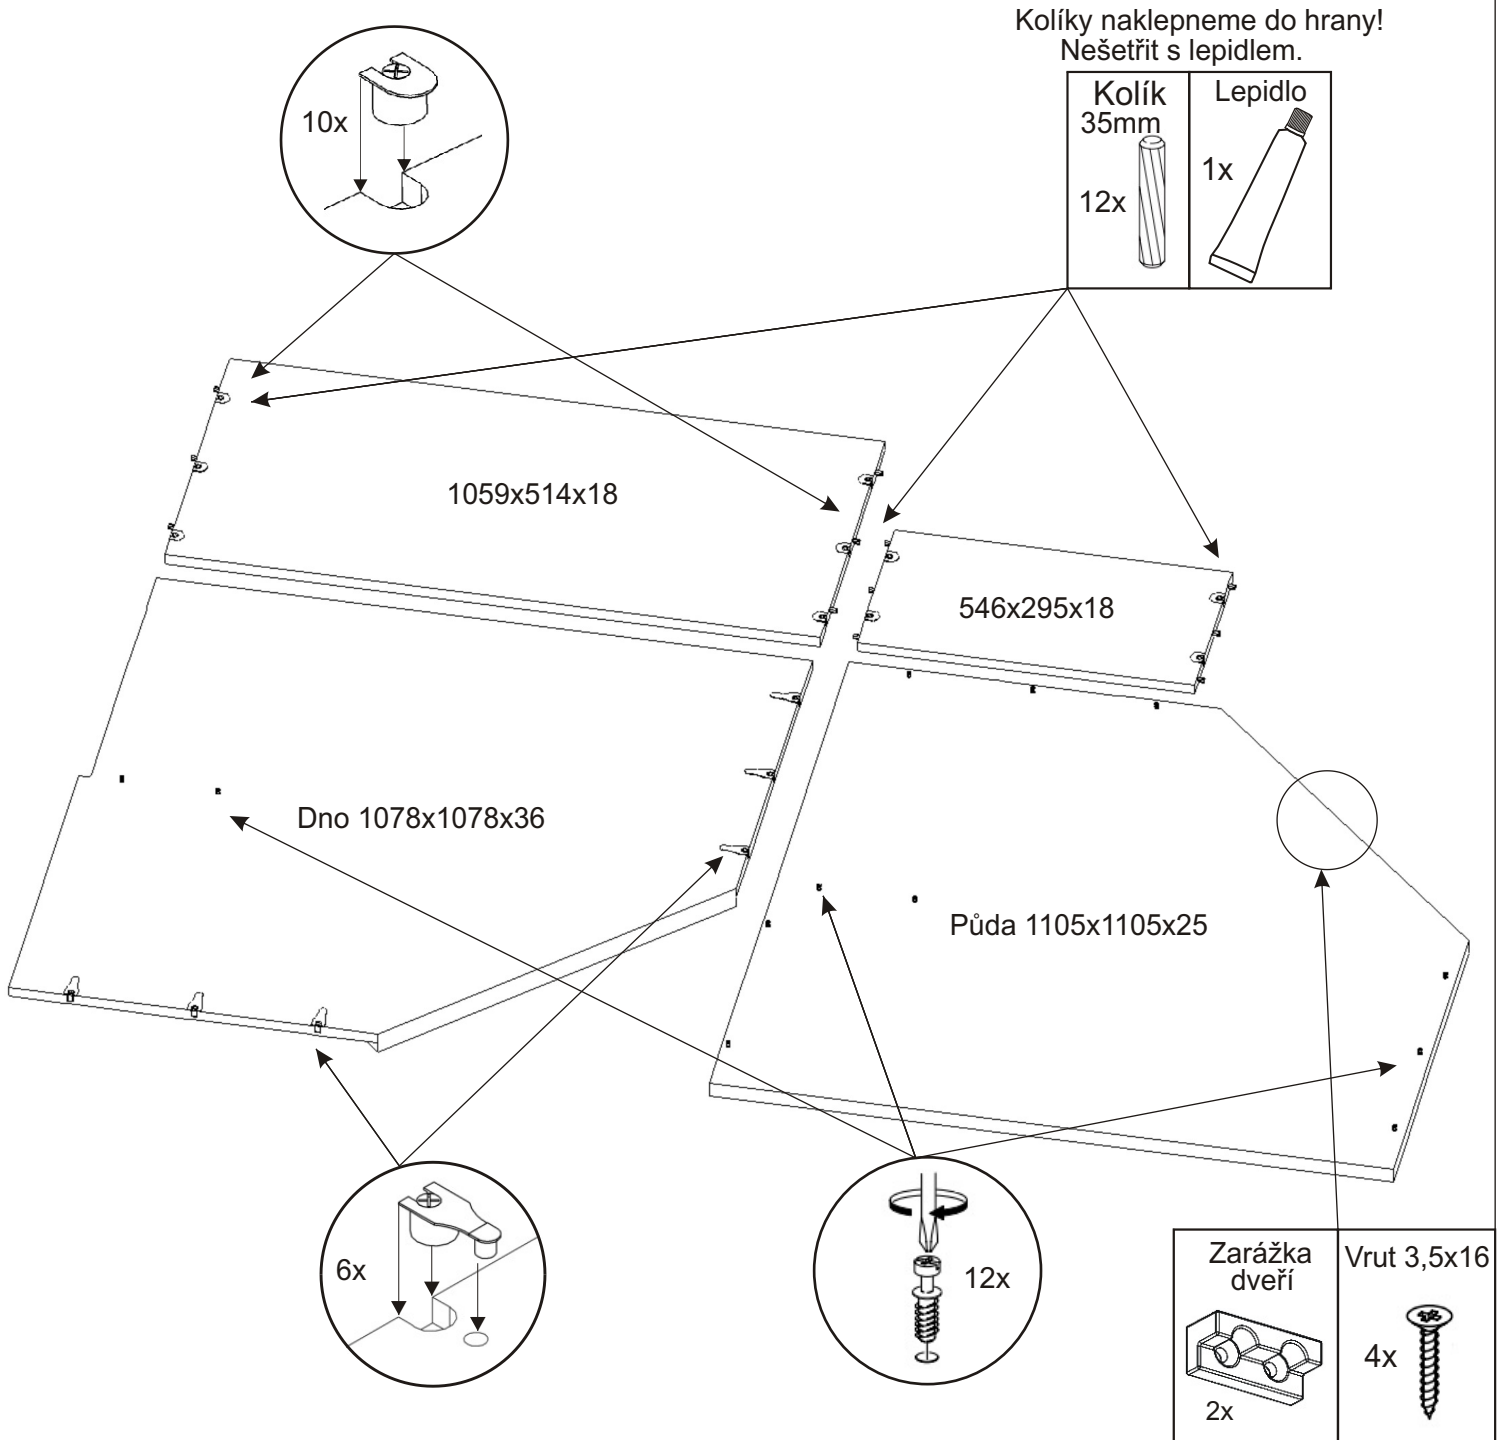 Kolíky naklepneme do hrany!
Nešetřit s lepidlem.
Kolík
35mm
12x
Lepidlo
1x
10x
1059x514x18
546x295x18
Dno 1078x1078x36
Půda 1105x1105x25
6x
12x
Zarážka
dveří
2x
Vrut 3,5x16
4x